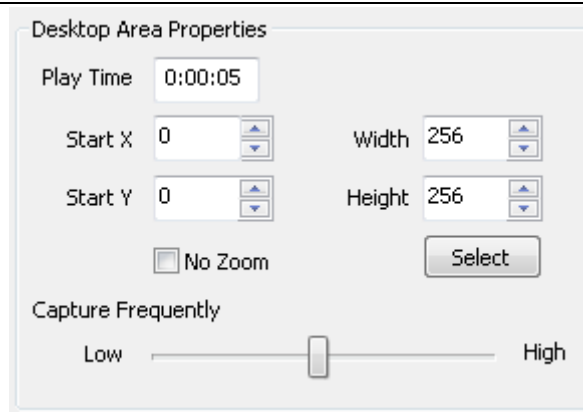 Desktop Area Properties
Play Time 0:00:05
Start X 0 Width 256
Start Y 0 Height 256
No Zoom Select
Capture Frequently
Low High